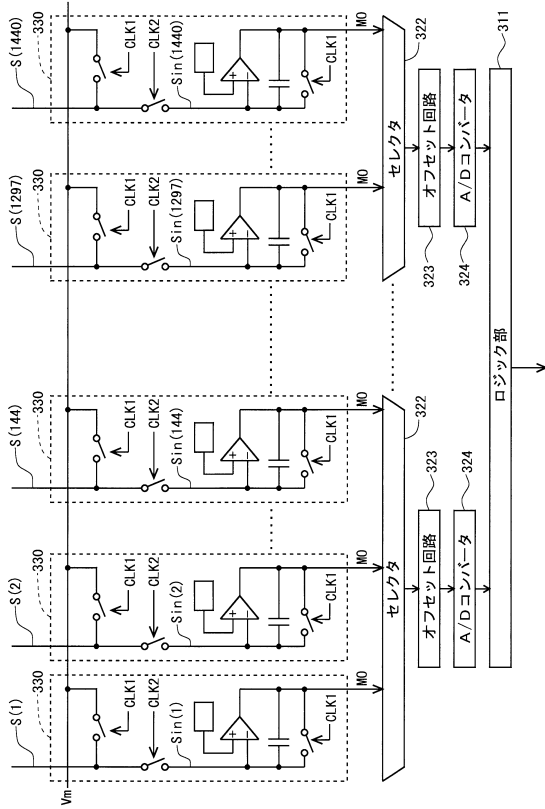 S(1)
S(2)
S(144)
S(1297)
S(1440)
330
330
330
330
330
Vm
CLK1
CLK2
CLK1
CLK2
CLK1
CLK2
CLK1
CLK2
CLK1
CLK2
Sin(1)
Sin(2)
Sin(144)
Sin(1297)
Sin(1440)
+
−
+
−
+
−
+
−
+
−
CLK1
CLK1
CLK1
CLK1
CLK1
MO
MO
MO
MO
MO
セレクタ
322
セレクタ
322
オフセット回路
323
オフセット回路
323
A/Dコンバータ
324
A/Dコンバータ
324
ロジック部
311